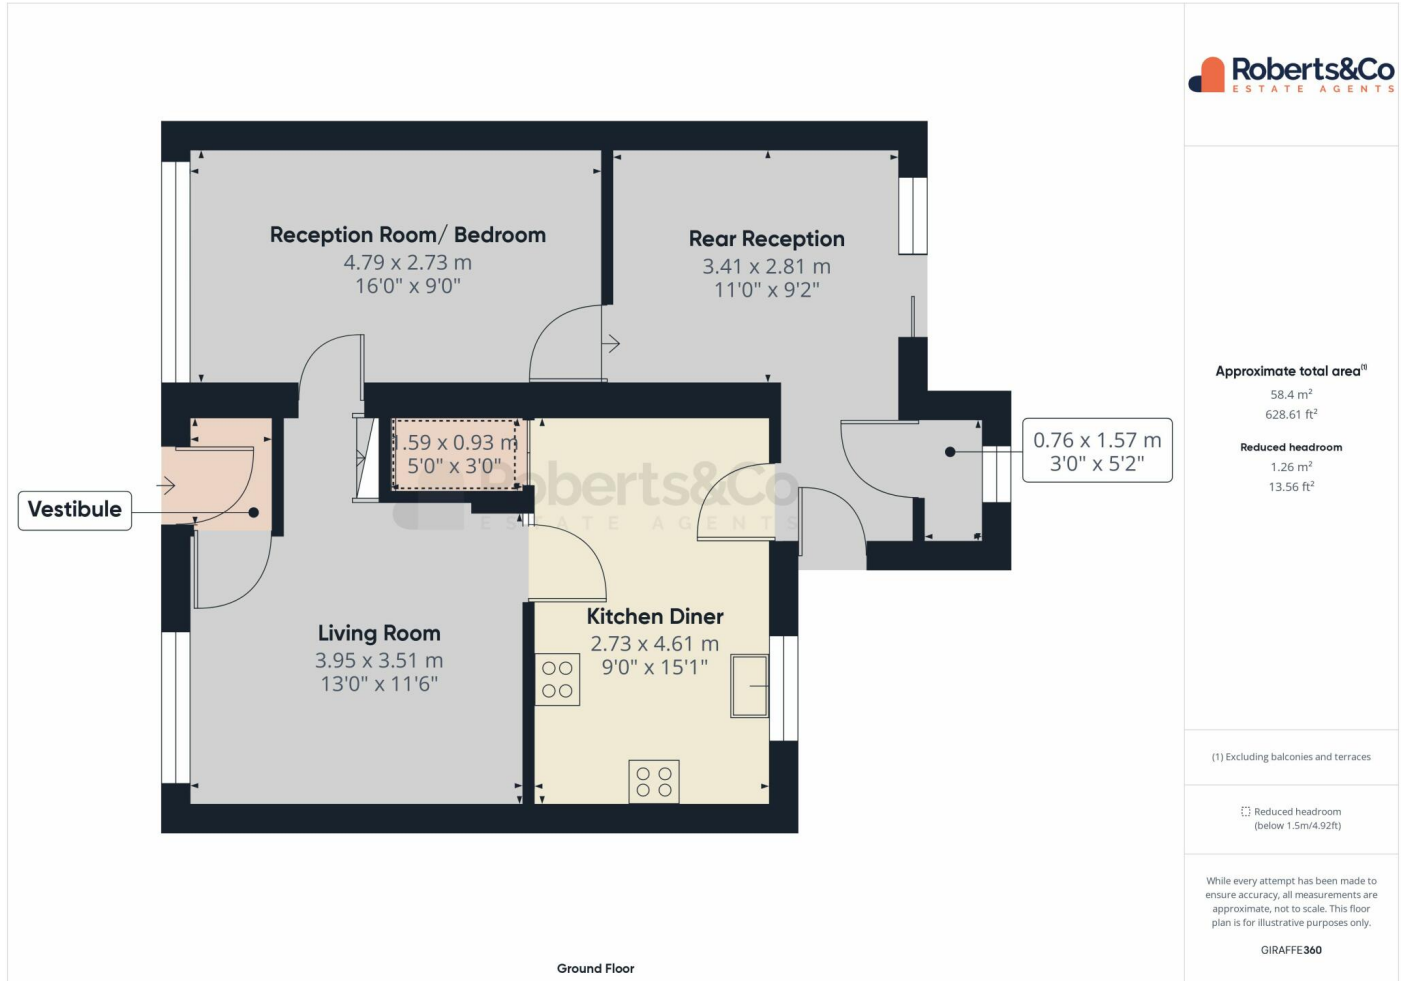 Roberts&Co
ESTATE AGENTS
Reception Room/ Bedroom
4.79 x 2.73 m
16'0" x 9'0"
Rear Reception
3.41 x 2.81 m
11'0" x 9'2"
.59 x 0.93 m
5'0" x 3'0"
0.76 x 1.57 m
3'0" x 5'2"
Vestibule
Roberts&Co
ESTATE AGENTS
Living Room
3.95 x 3.51 m
13'0" x 11'6"
Kitchen Diner
2.73 x 4.61 m
9'0" x 15'1"
Ground Floor
Approximate total area(1)
58.4 m²
628.61 ft²
Reduced headroom
1.26 m²
13.56 ft²
(1) Excluding balconies and terraces
Reduced headroom
(below 1.5m/4.92ft)
While every attempt has been made to
ensure accuracy, all measurements are
approximate, not to scale. This floor
plan is for illustrative purposes only.
GIRAFFE360